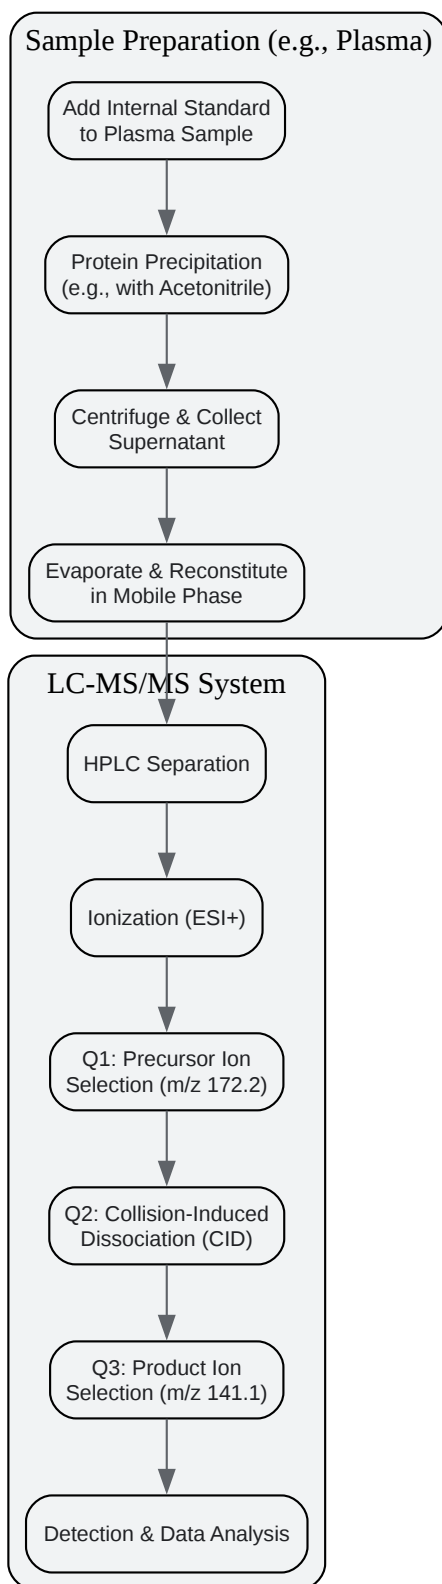 Sample Preparation (e.g., Plasma)
Add Internal Standard
to Plasma Sample
Protein Precipitation
(e.g., with Acetonitrile)
Centrifuge & Collect
Supernatant
Evaporate & Reconstitute
in Mobile Phase
LC-MS/MS System
HPLC Separation
Ionization (ESI+)
Q1: Precursor Ion
Selection (m/z 172.2)
Q2: Collision-Induced
Dissociation (CID)
Q3: Product Ion
Selection (m/z 141.1)
Detection & Data Analysis